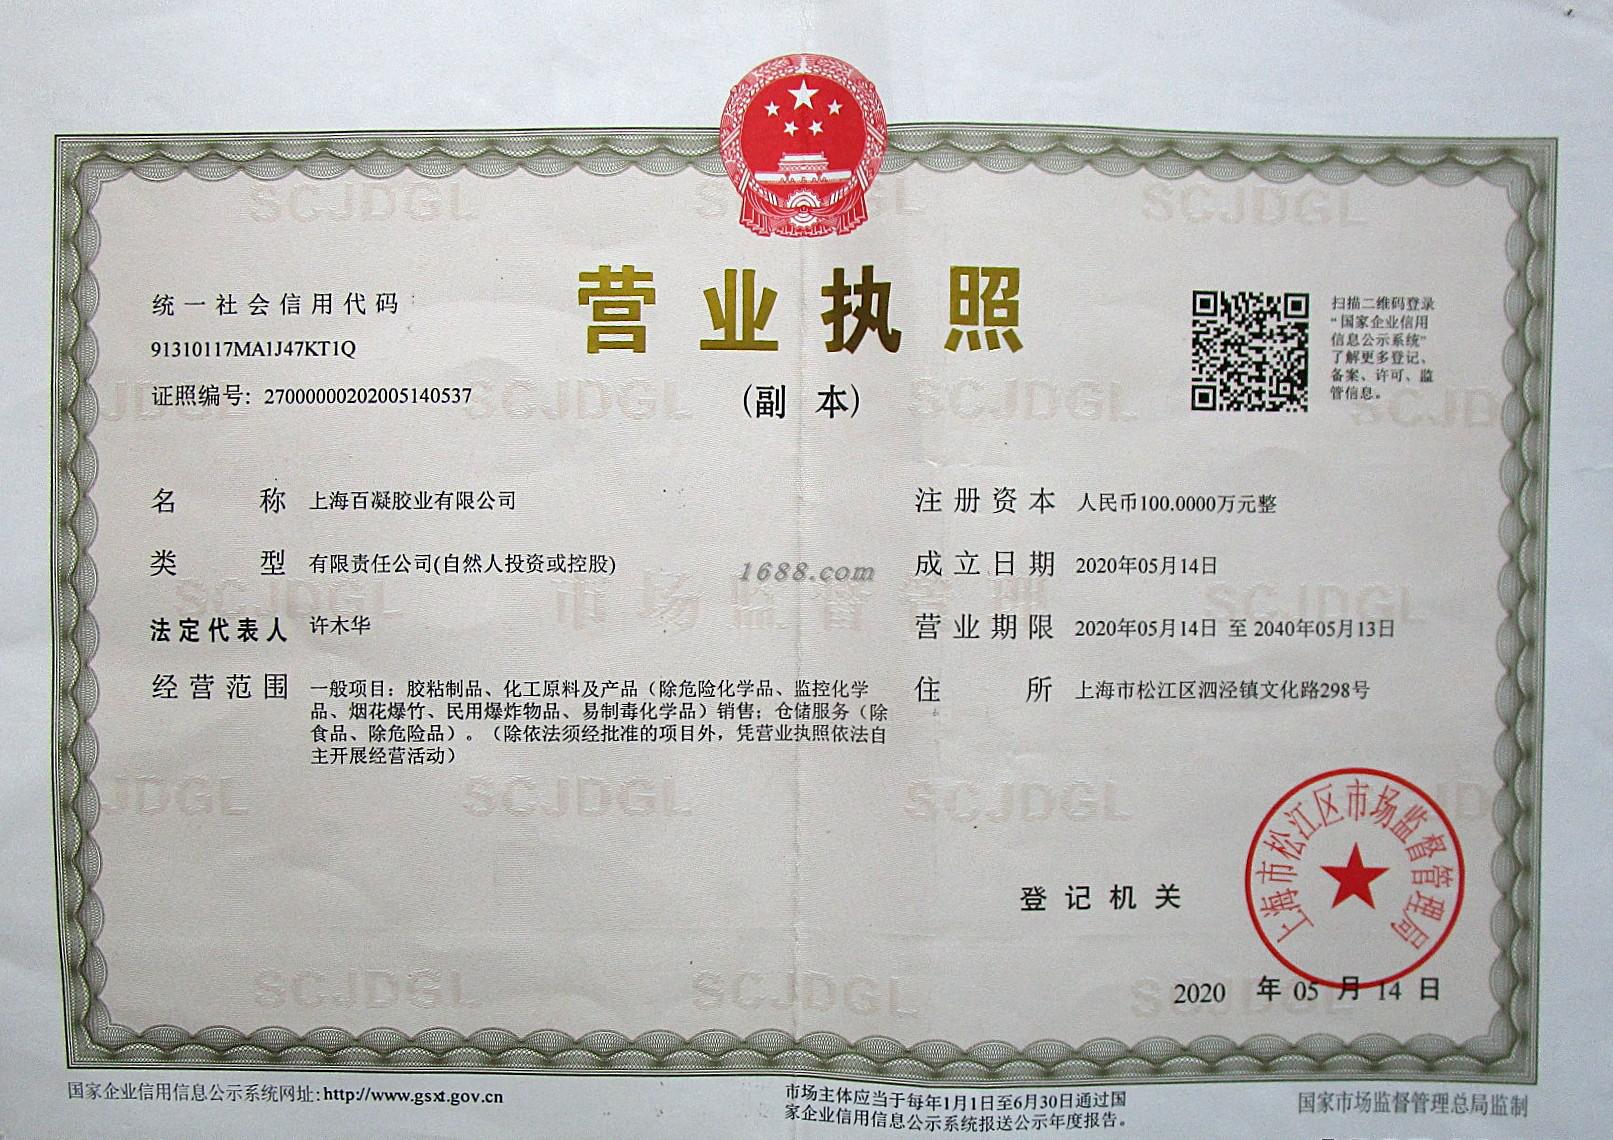 营业执照
(副 本)
统一社会信用代码
91310117MA1J47KT1Q
证照编号: 27000000202005140537
扫描二维码登录
“国家企业信用
信息公示系统”
了解更多登记、
备案、许可、监
管信息。
名 称 上海百凝胶业有限公司
类 型 有限责任公司(自然人投资或控股)
法定代表人 许木华
经营范围 一般项目：胶粘制品、化工原料及产品（除危险化学品、监控化学
品、烟花爆竹、民用爆炸物品、易制毒化学品）销售；仓储服务（除
食品、除危险品）。（除依法须经批准的项目外，凭营业执照依法自
主开展经营活动）
注册资本 人民币100.0000万元整
成立日期 2020年05月14日
营业期限 2020年05月14日 至 2040年05月13日
住 所 上海市松江区泗泾镇文化路298号
1688.com
SCJDGL
市场监督管理
登记机关
上海市松江区市场监督管理局
2020 年 05 月 14 日
国家企业信用信息公示系统网址:http://www.gsxt.gov.cn
市场主体应当于每年1月1日至6月30日通过国
家企业信用信息公示系统报送公示年度报告。
国家市场监督管理总局监制